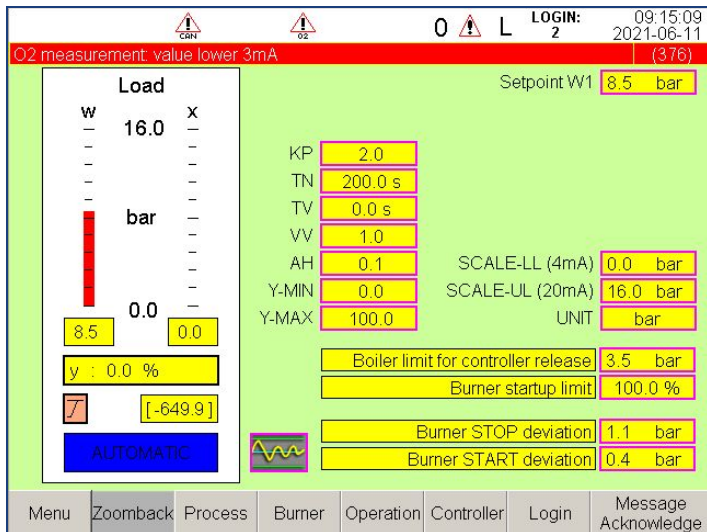 CAN
O2
0
L
LOGIN:
2
09:15:09
2021-06-11
O2 measurement: value lower 3mA (376)
Load
w x
16.0
bar
0.0
8.5 0.0
y : 0.0 %
[-649.9]
AUTOMATIC
Setpoint W1 8.5 bar
KP 2.0
TN 200.0 s
TV 0.0 s
VV 1.0
AH 0.1
Y-MIN 0.0
Y-MAX 100.0
SCALE-LL (4mA) 0.0 bar
SCALE-UL (20mA) 16.0 bar
UNIT bar
Boiler limit for controller release 3.5 bar
Burner startup limit 100.0 %
Burner STOP deviation 1.1 bar
Burner START deviation 0.4 bar
Menu Zoomback Process Burner Operation Controller Login Message
Acknowledge